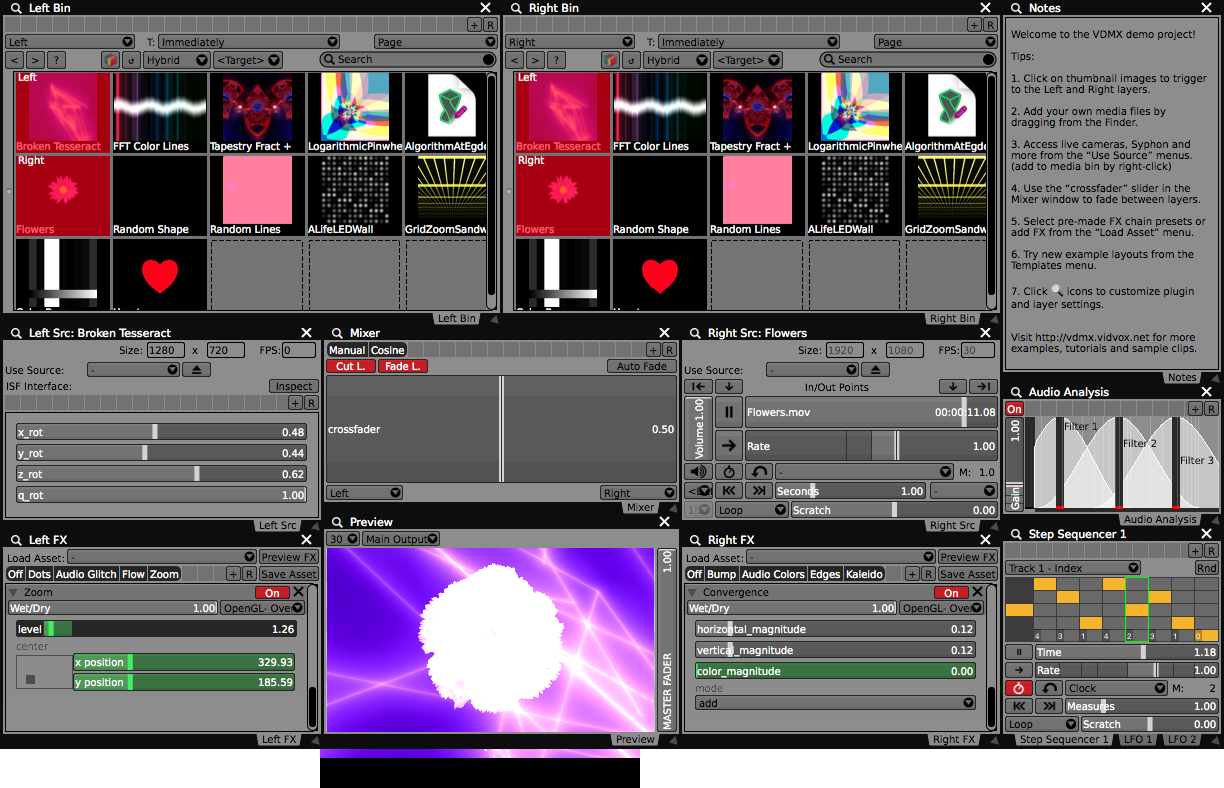 Left Bin
+ R
Left
T: Immediately
Page
< > ? ↺ Hybrid <Target> Search
Left
Broken Tesseract
FFT Color Lines
Tapestry Fract +
LogarithmicPinwhe
AlgorithmAtEgde
Right
Flowers
Random Shape
Random Lines
ALifeLEDWall
GridZoomSandw
Left Bin
Right Bin
+ R
Right
T: Immediately
Page
< > ? ↺ Hybrid <Target> Search
Left
Broken Tesseract
FFT Color Lines
Tapestry Fract +
LogarithmicPinwhe
AlgorithmAtEgde
Right
Flowers
Random Shape
Random Lines
ALifeLEDWall
GridZoomSandw
Right Bin
Notes
Welcome to the VDMX demo project!
Tips:
1. Click on thumbnail images to trigger
to the Left and Right layers.
2. Add your own media files by
dragging from the Finder.
3. Access live cameras, Syphon and
more from the “Use Source” menus.
(add to media bin by right-click)
4. Use the “crossfader” slider in the
Mixer window to fade between layers.
5. Select pre-made FX chain presets or
add FX from the “Load Asset” menu.
6. Try new example layouts from the
Templates menu.
7. Click icons to customize plugin
and layer settings.
Visit http://vdmx.vidvox.net for more
examples, tutorials and sample clips.
Notes
Left Src: Broken Tesseract
Size: 1280 x 720 FPS: 0
Use Source: -
ISF Interface: Inspect
+ R
x_rot 0.48
y_rot 0.44
z_rot 0.62
q_rot 1.00
Left Src
Mixer
Manual Cosine + R
Cut L. Fade L. Auto Fade
crossfader 0.50
Left Right
Mixer
Right Src: Flowers
Size: 1920 x 1080 FPS: 30
Use Source: -
In/Out Points
Volume 1.00
Flowers.mov 00:00:11.08
Rate 1.00
- M: 1.0
Seconds 1.00 -
Loop Scratch 0.00
Right Src
Audio Analysis
On + R
1.00
Gain
Filter 1
Filter 2
Filter 3
Audio Analysis
Left FX
Load Asset: - Preview FX
Off Dots Audio Glitch Flow Zoom + R Save Asset
Zoom On
Wet/Dry 1.00 OpenGL- Over
level 1.26
center
x position 329.93
y position 185.59
Left FX
Preview
30 Main Output
1.00
MASTER FADER
Preview
Right FX
Load Asset: - Preview FX
Off Bump Audio Colors Edges Kaleido + R Save Asset
Convergence On
Wet/Dry 1.00 OpenGL- Over
horizontal_magnitude 0.12
vertical_magnitude 0.12
color_magnitude 0.00
mode
add
Right FX
Step Sequencer 1
+ R
Track 1 - Index Rnd
4 3 1 4 2 3 1 0
Time 1.18
Rate 1.00
Clock M: 2
Measures 1.00
Loop Scratch 0.00
Step Sequencer 1 LFO 1 LFO 2